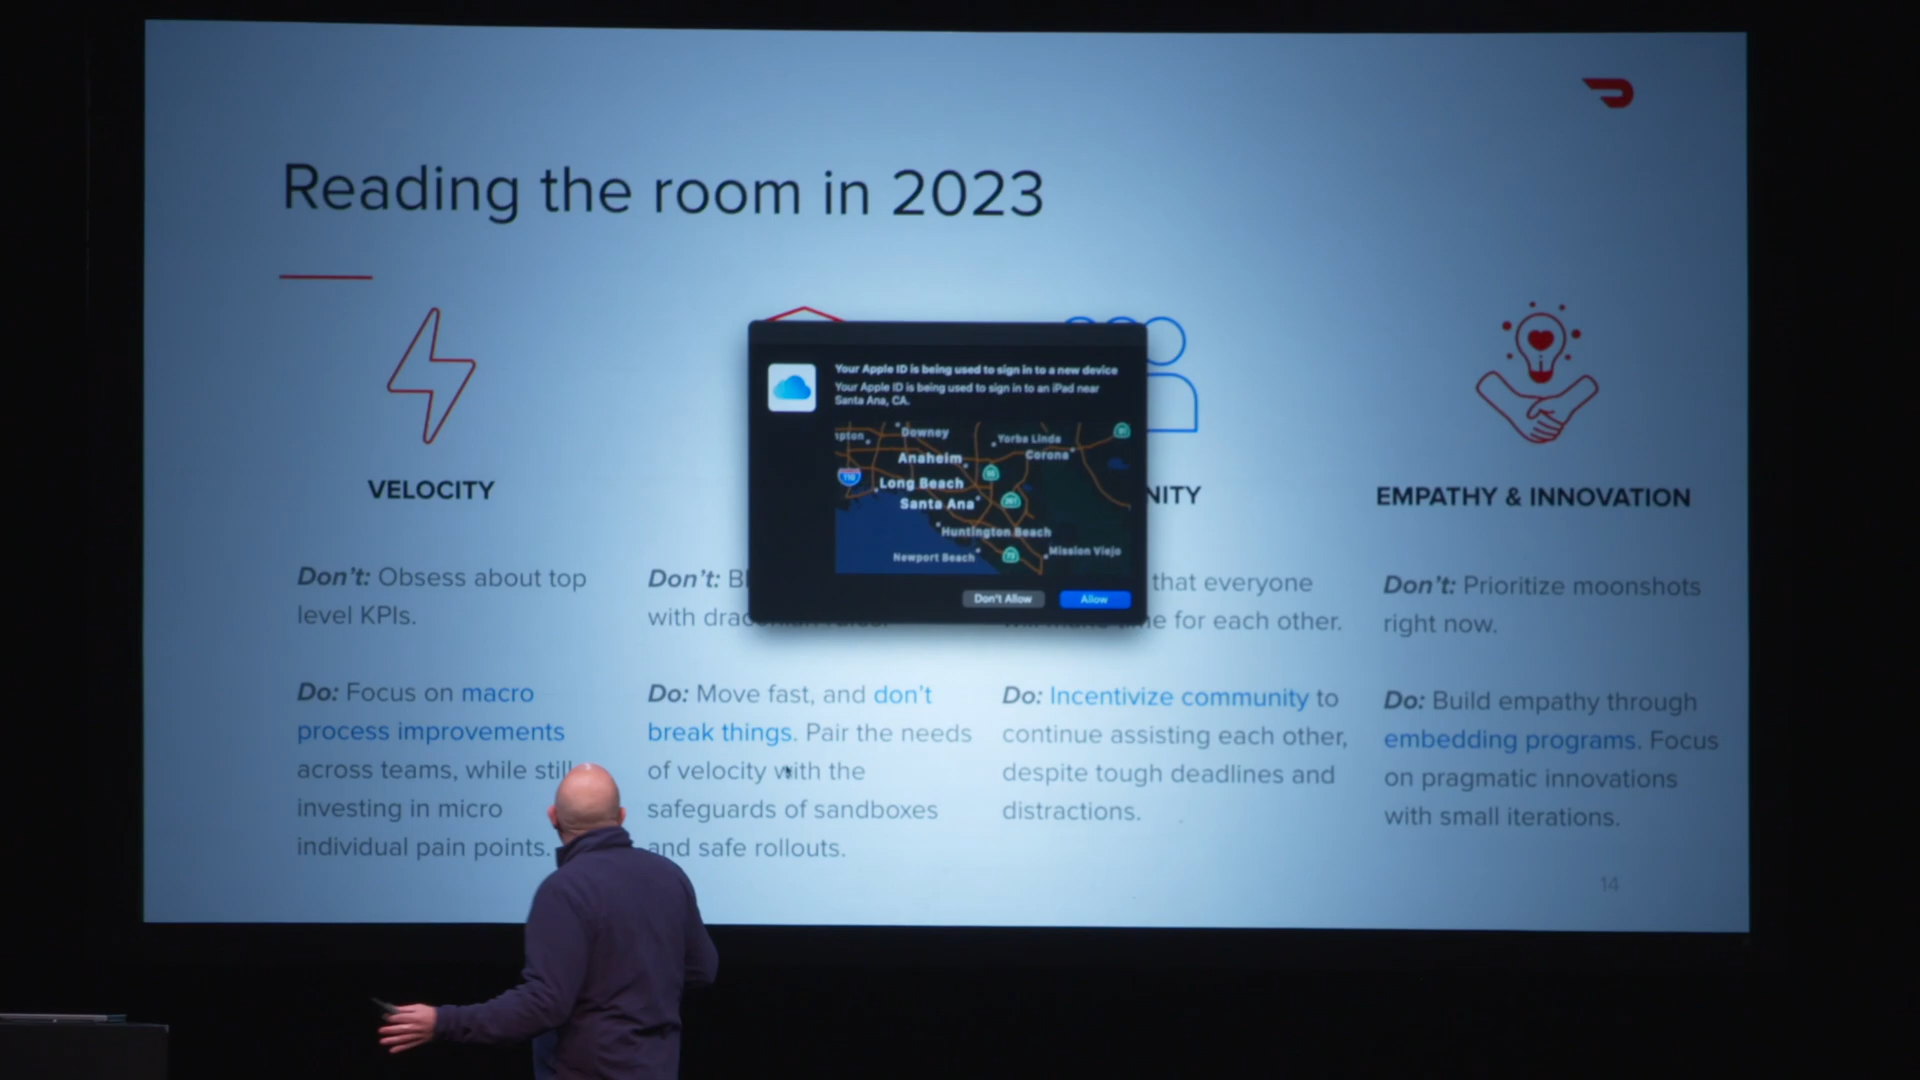 Reading the room in 2023
VELOCITY
Don't: Obsess about top
level KPIs.
Do: Focus on macro
process improvements
across teams, while still
investing in micro
individual pain points.
Don't:
with
Do: Move fast, and don't
break things. Pair the needs
of velocity with the
safeguards of sandboxes
and safe rollouts.
Your Apple ID is being used to sign in to a new device
Your Apple ID is being used to sign in to an iPad near
Santa Ana, CA.
Downey
Yorba Linda
Corona
Anaheim
110
Long Beach
Santa Ana
Huntington Beach
Newport Beach
Mission Viejo
Don't Allow
Allow
NITY
that everyone
for each other.
Do: Incentivize community to
continue assisting each other,
despite tough deadlines and
distractions.
EMPATHY & INNOVATION
Don't: Prioritize moonshots
right now.
Do: Build empathy through
embedding programs. Focus
on pragmatic innovations
with small iterations.
14